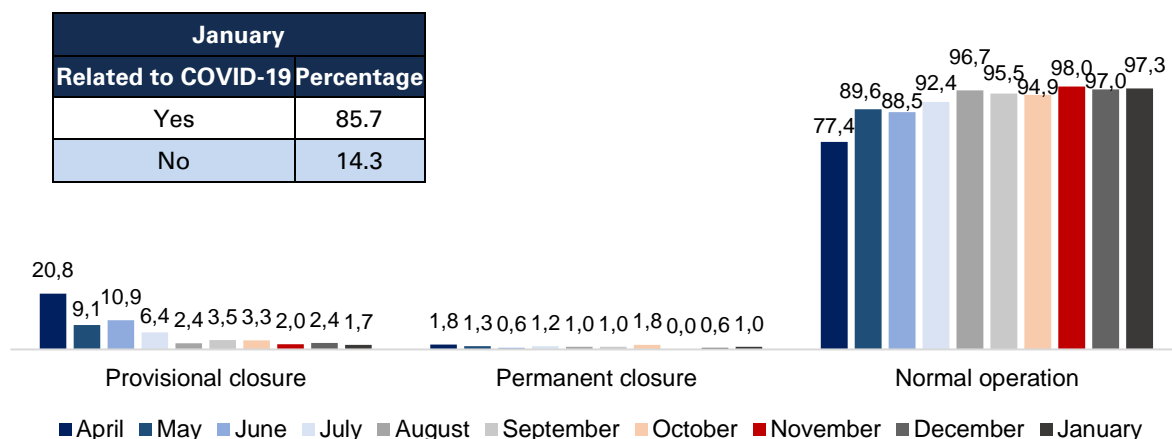 January
Related to COVID-19 Percentage
Yes 85.7
No 14.3
20,8 9,1 10,9 6,4 2,4 3,5 3,3 2,0 2,4 1,7
1,8 1,3 0,6 1,2 1,0 1,0 1,8 0,0 0,6 1,0
77,4 89,6 88,5 92,4 96,7 95,5 94,9 98,0 97,0 97,3
Provisional closure Permanent closure Normal operation
April May June July August September October November December January